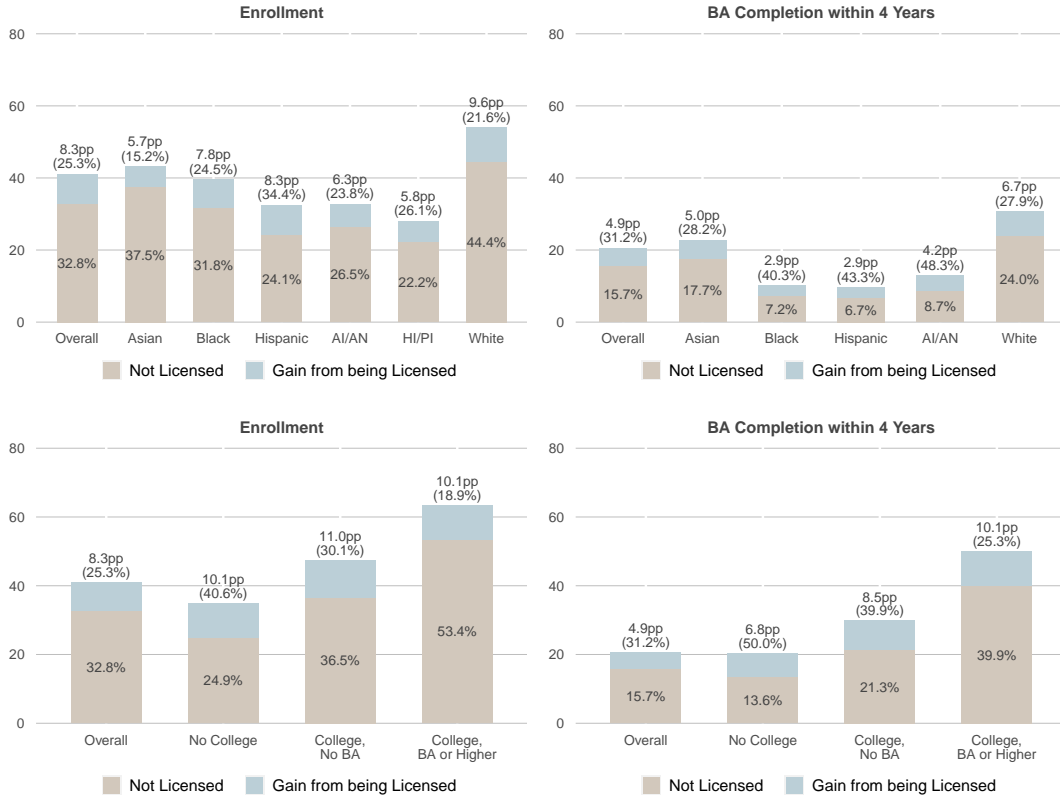 Enrollment
80
60
40
20
0
8.3pp
(25.3%)
5.7pp
(15.2%)
7.8pp
(24.5%)
8.3pp
(34.4%)
6.3pp
(23.8%)
5.8pp
(26.1%)
9.6pp
(21.6%)
32.8%
37.5%
31.8%
24.1%
26.5%
22.2%
44.4%
Overall Asian Black Hispanic AI/AN HI/PI White
Not Licensed Gain from being Licensed
BA Completion within 4 Years
80
60
40
20
0
4.9pp
(31.2%)
5.0pp
(28.2%)
2.9pp
(40.3%)
2.9pp
(43.3%)
4.2pp
(48.3%)
6.7pp
(27.9%)
15.7%
17.7%
7.2%
6.7%
8.7%
24.0%
Overall Asian Black Hispanic AI/AN White
Not Licensed Gain from being Licensed
Enrollment
80
60
40
20
0
8.3pp
(25.3%)
10.1pp
(40.6%)
11.0pp
(30.1%)
10.1pp
(18.9%)
32.8%
24.9%
36.5%
53.4%
Overall
No College
College,
No BA
College,
BA or Higher
Not Licensed Gain from being Licensed
BA Completion within 4 Years
80
60
40
20
0
4.9pp
(31.2%)
6.8pp
(50.0%)
8.5pp
(39.9%)
10.1pp
(25.3%)
15.7%
13.6%
21.3%
39.9%
Overall
No College
College,
No BA
College,
BA or Higher
Not Licensed Gain from being Licensed